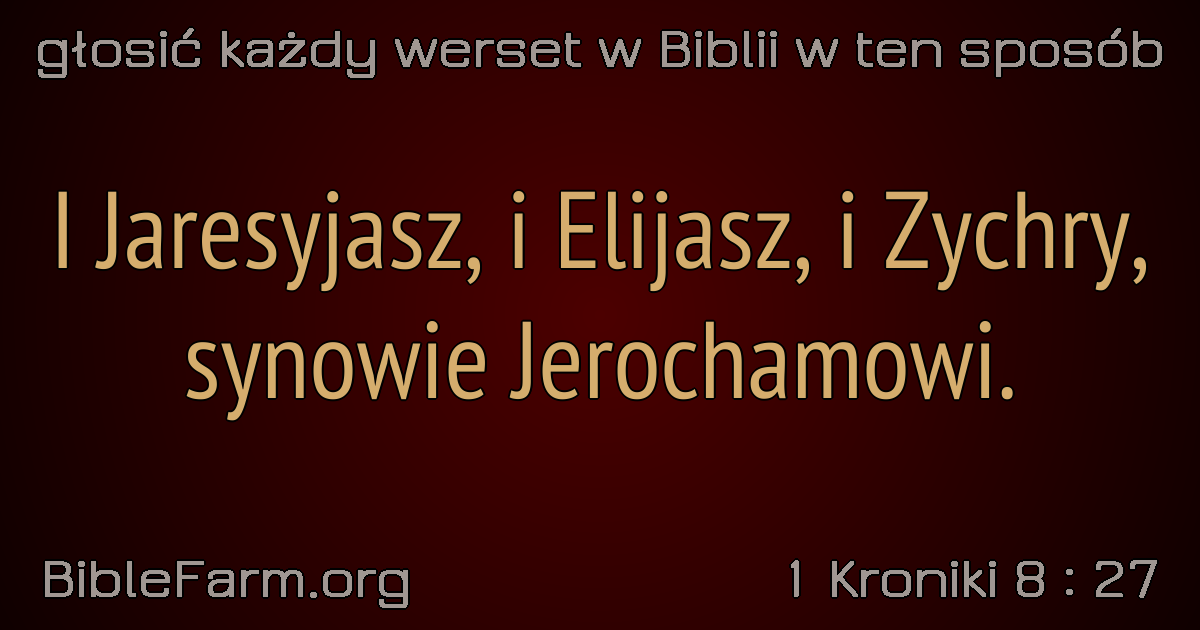 głosić każdy werset w Biblii w ten sposób
I Jaresyjasz, i Elijasz, i Zychry,
synowie Jerochamowi.
BibleFarm.org
1 Kroniki 8 : 27